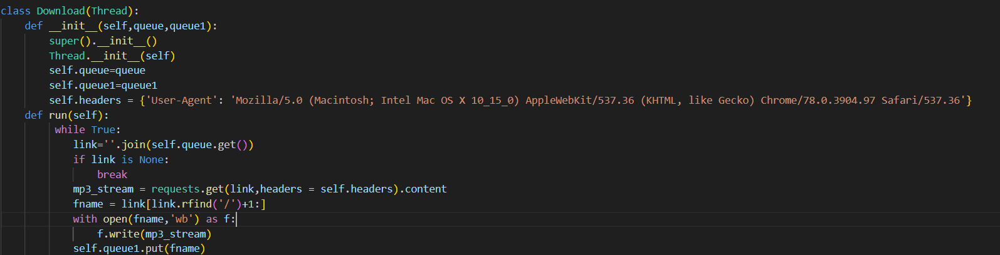 class Download(Thread):
    def __init__(self,queue,queue1):
        super().__init__()
        Thread.__init__(self)
        self.queue=queue
        self.queue1=queue1
        self.headers = {'User-Agent': 'Mozilla/5.0 (Macintosh; Intel Mac OS X 10_15_0) AppleWebKit/537.36 (KHTML, like Gecko) Chrome/78.0.3904.97 Safari/537.36'}
    def run(self):
         while True:
            link=''.join(self.queue.get())
            if link is None:
                break
            mp3_stream = requests.get(link,headers = self.headers).content
            fname = link[link.rfind('/')+1:]
            with open(fname,'wb') as f:
                f.write(mp3_stream)
            self.queue1.put(fname)